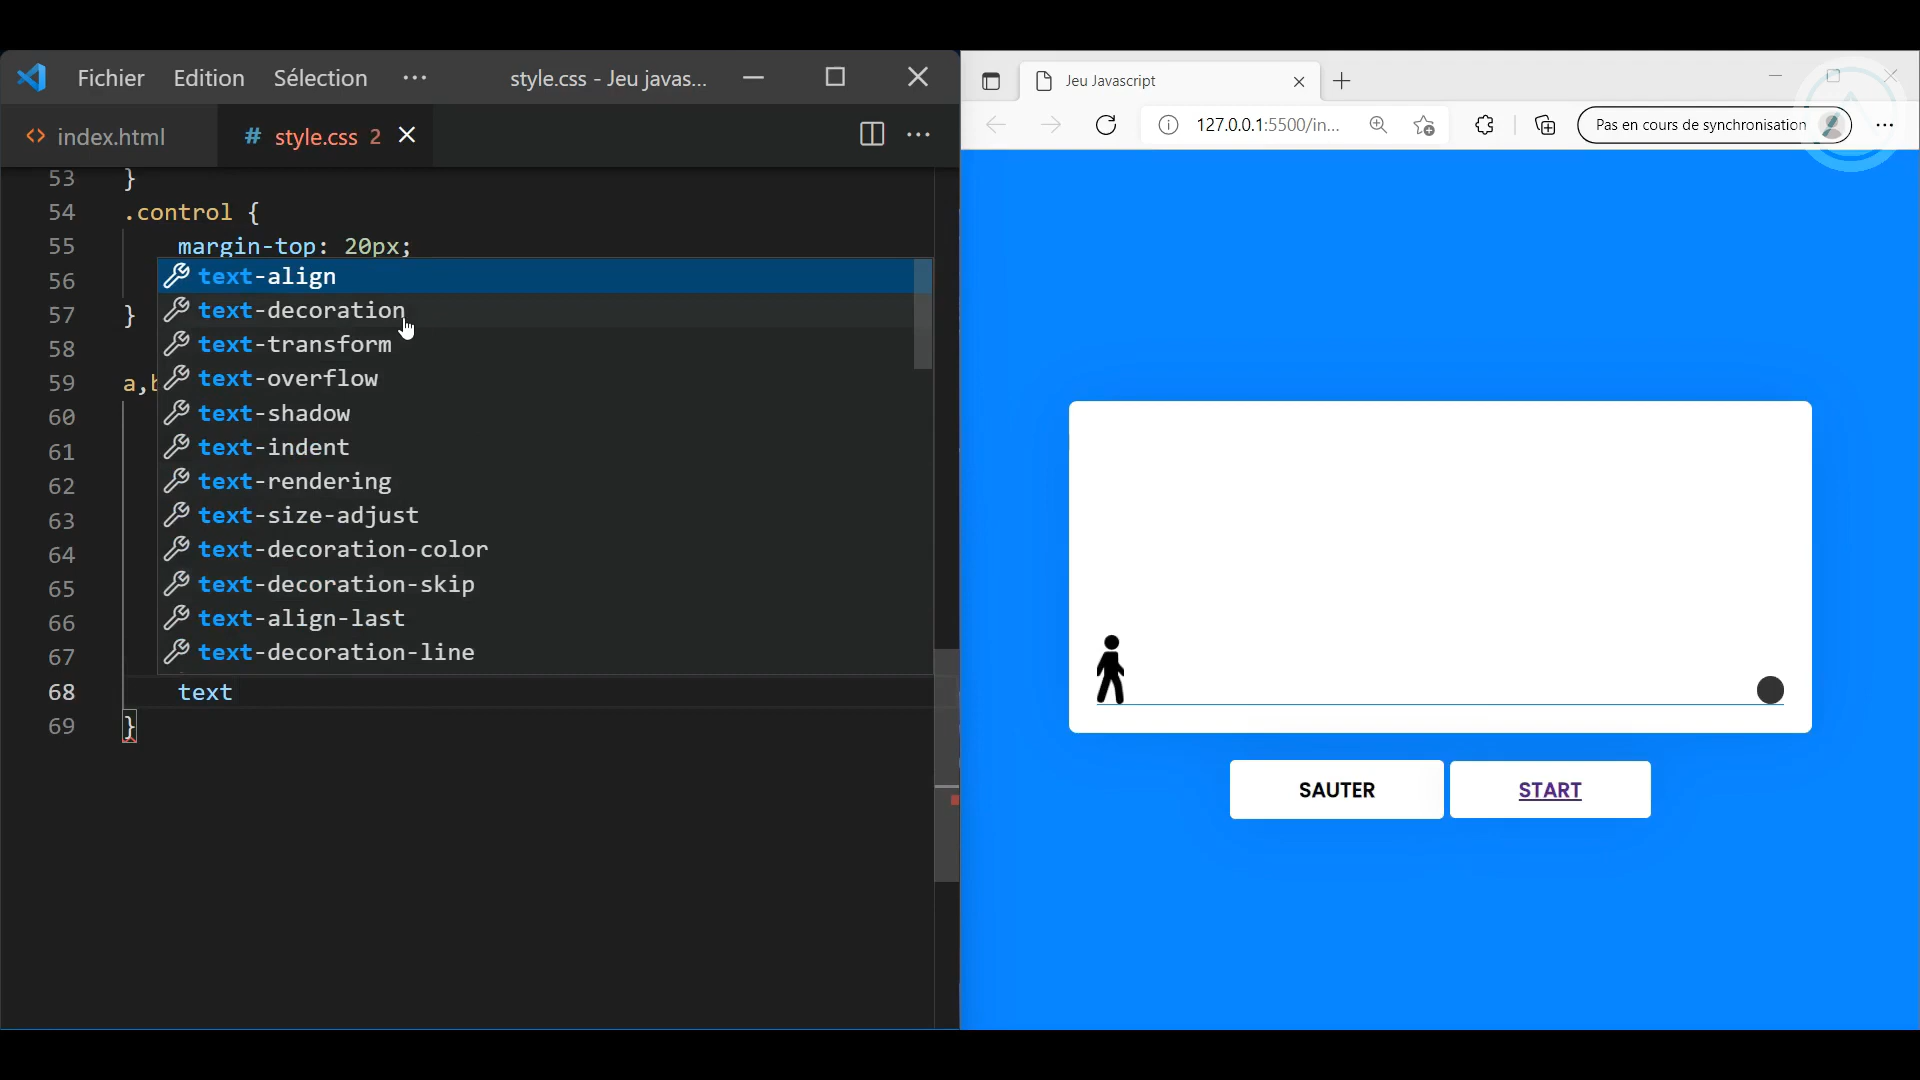 Fichier Edition Sélection ··· style.css - Jeu javas...
index.html # style.css 2
53 }
54 .control {
55 margin-top: 20px;
56
57 }
58
59 a,b
60
61
62
63
64
65
66
67
68 text
69 }
text-align
text-decoration
text-transform
text-overflow
text-shadow
text-indent
text-rendering
text-size-adjust
text-decoration-color
text-decoration-skip
text-align-last
text-decoration-line
Jeu Javascript
127.0.0.1:5500/in... Pas en cours de synchronisation
SAUTER START